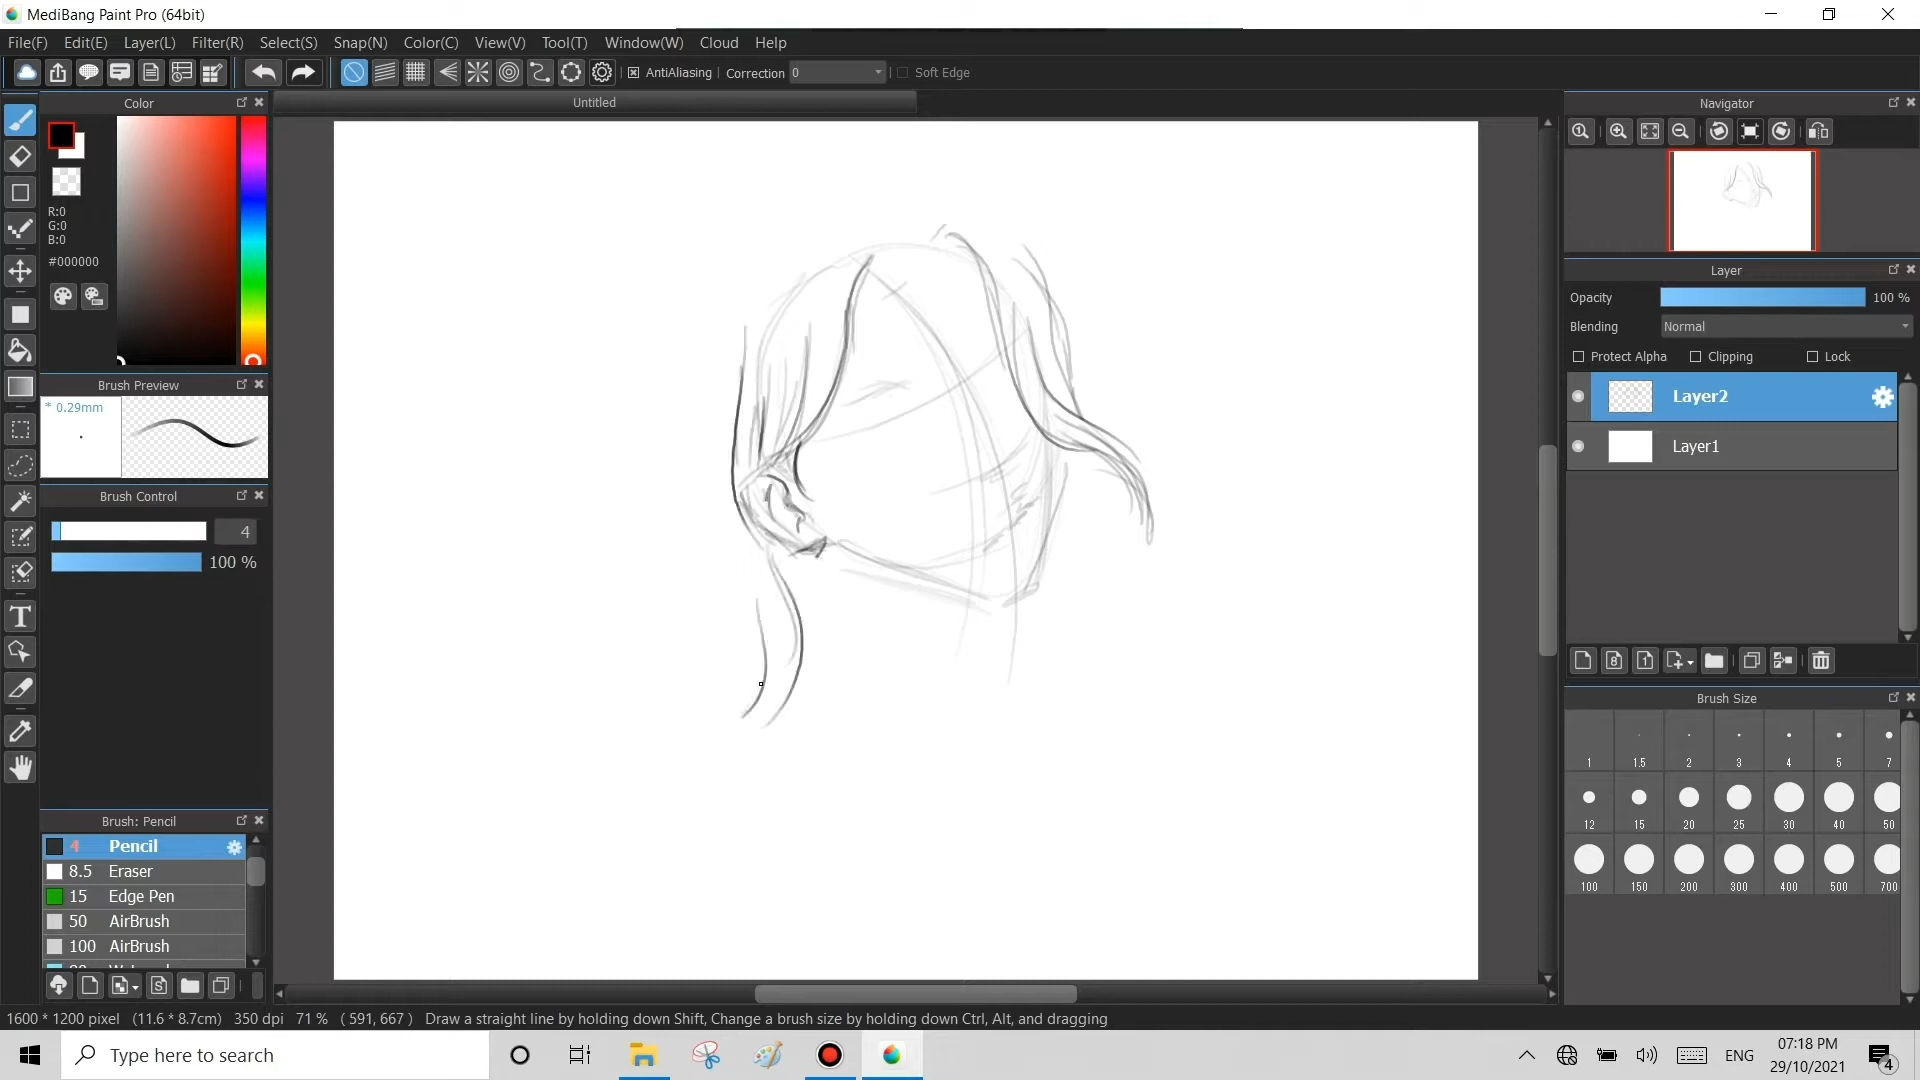 MediBang Paint Pro (64bit)
File(F) Edit(E) Layer(L) Filter(R) Select(S) Snap(N) Color(C) View(V) Tool(T) Window(W) Cloud Help
AntiAliasing Correction 0 Soft Edge
Color
R:0
G:0
B:0
#000000
Brush Preview
* 0.29mm
Brush Control
4
100 %
Brush: Pencil
4 Pencil
8.5 Eraser
15 Edge Pen
50 AirBrush
100 AirBrush
Untitled
Navigator
Layer
Opacity 100 %
Blending Normal
Protect Alpha Clipping Lock
Layer2
Layer1
8 1
Brush Size
1 1.5 2 3 4 5 7
12 15 20 25 30 40 50
100 150 200 300 400 500 700
1600 * 1200 pixel (11.6 * 8.7cm) 350 dpi 71 % ( 591, 667 ) Draw a straight line by holding down Shift, Change a brush size by holding down Ctrl, Alt, and dragging
Type here to search
ENG
07:18 PM
29/10/2021
4